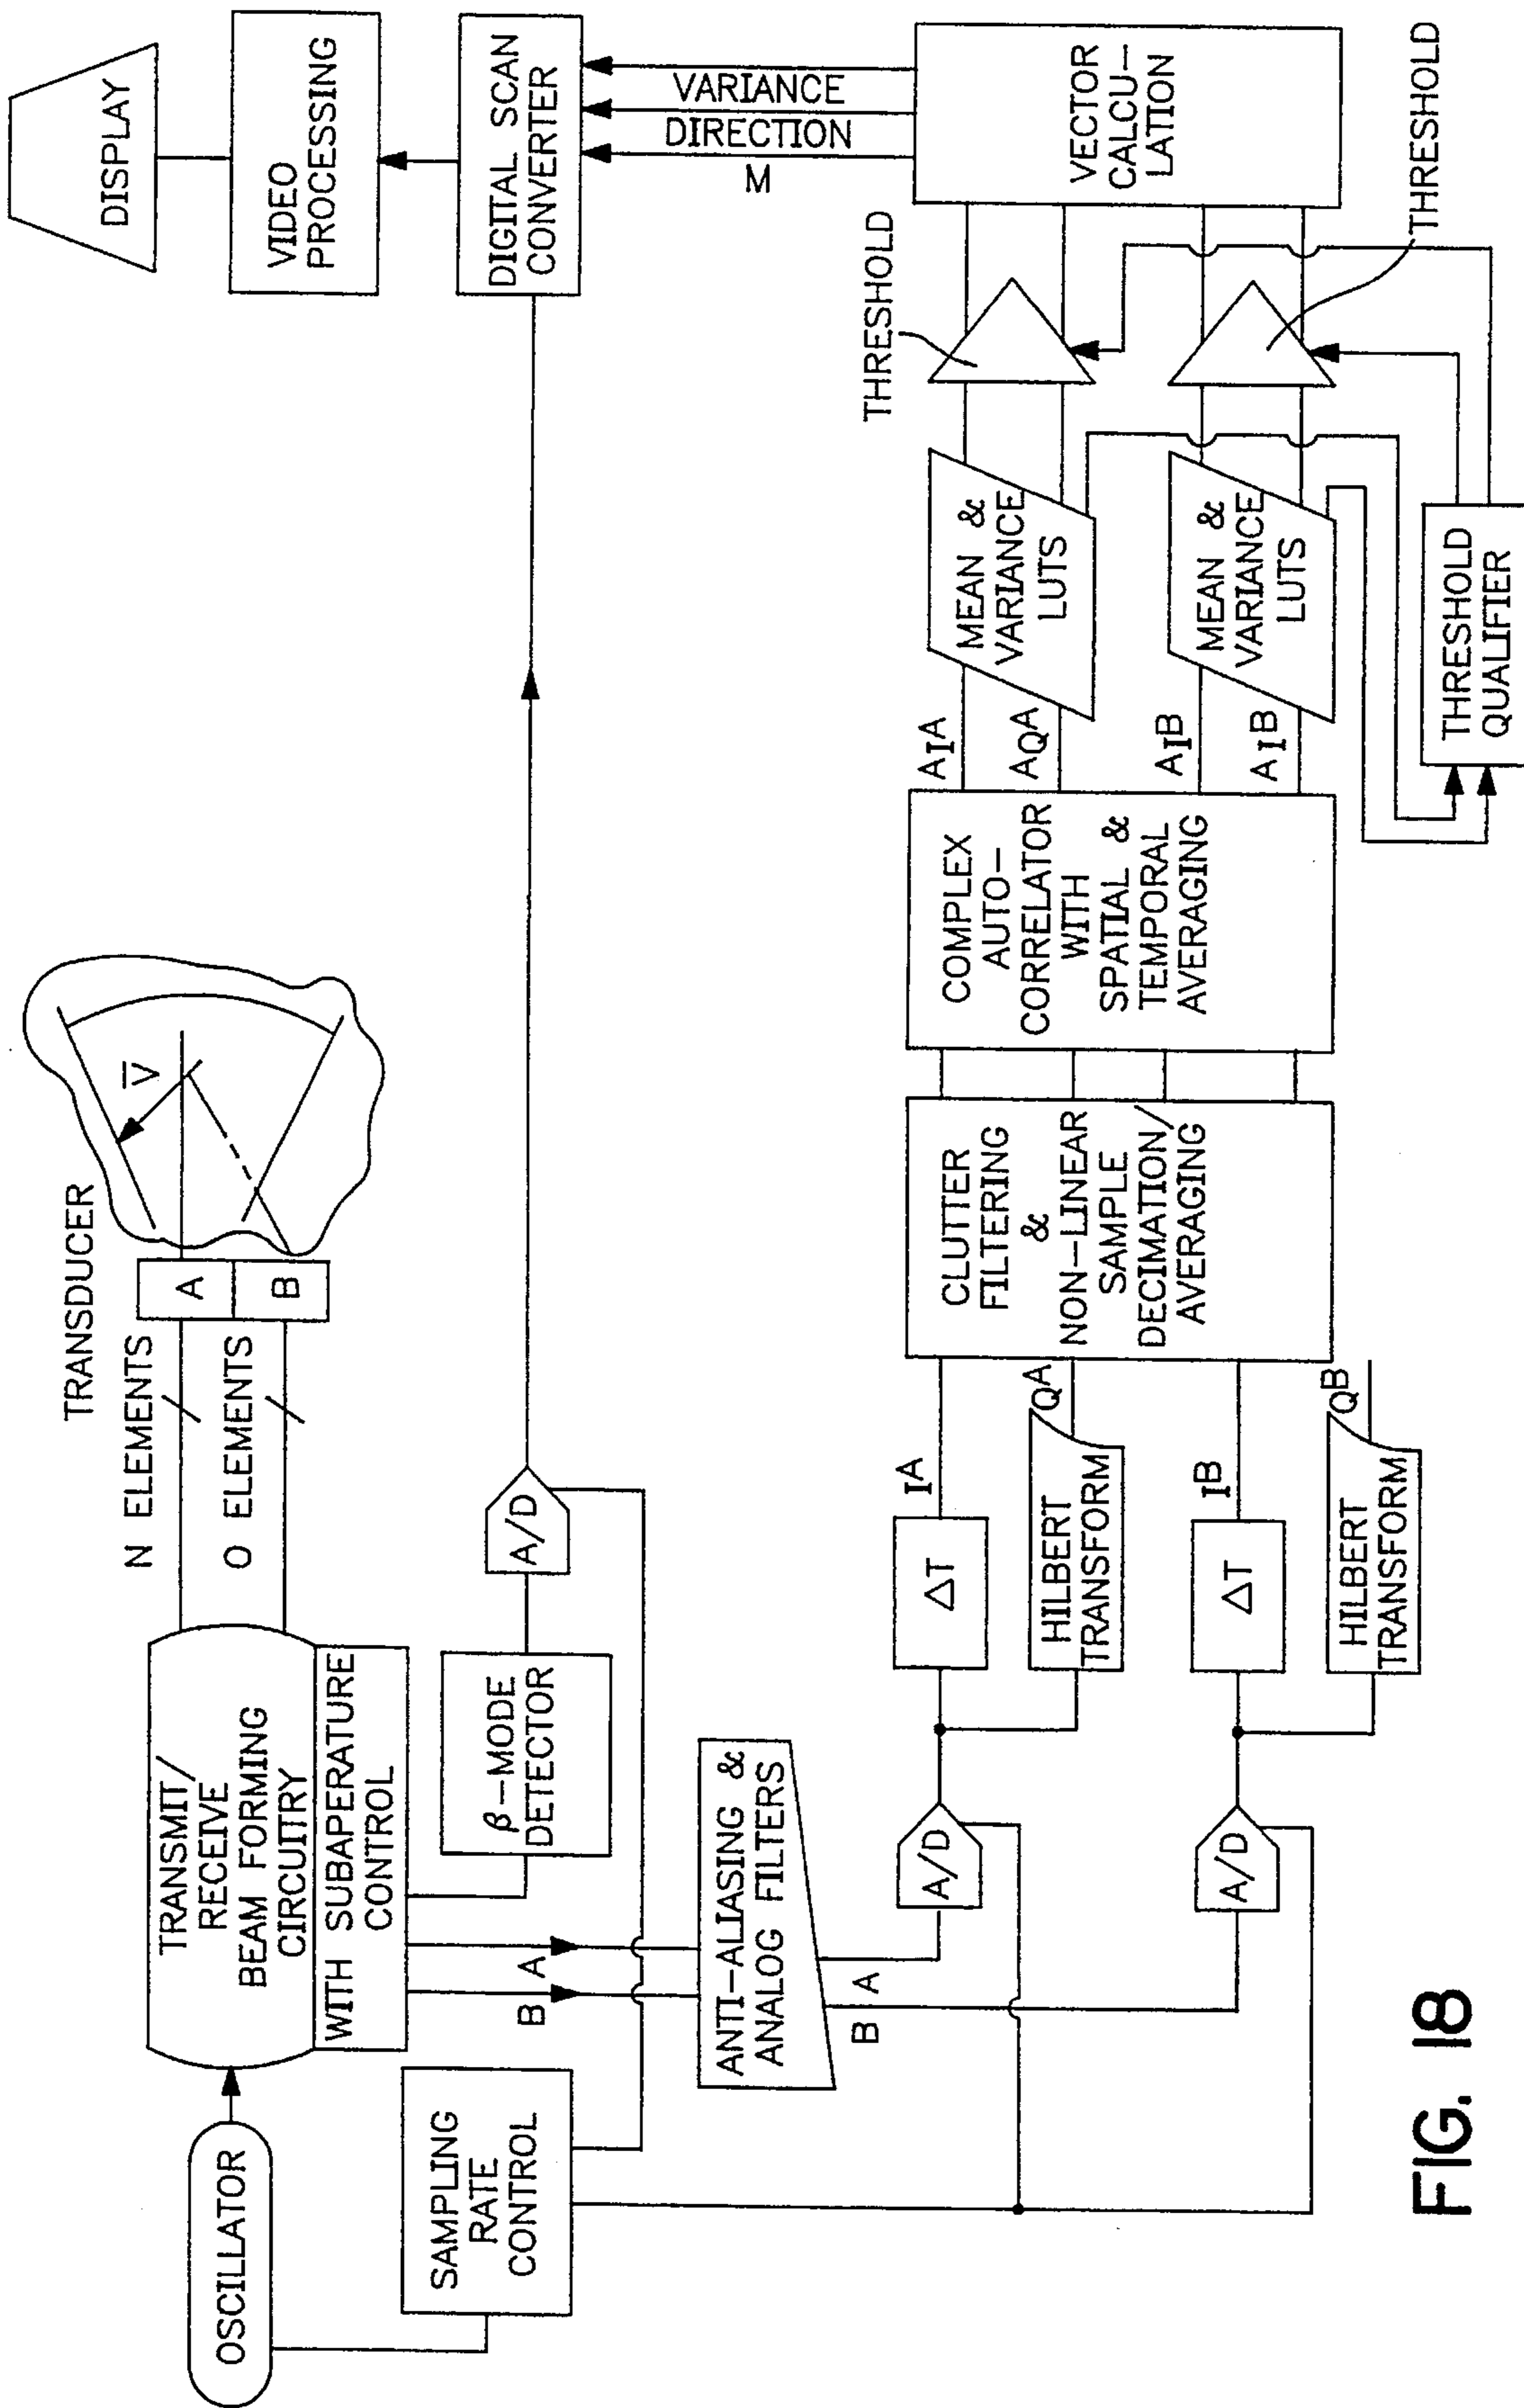 OSCILLATOR
TRANSMIT/
RECEIVE
BEAM FORMING
CIRCUITRY
WITH SUBAPERATURE
CONTROL
N ELEMENTS
O ELEMENTS
TRANSDUCER
A
B
V
DISPLAY
VIDEO
PROCESSING
DIGITAL SCAN
CONVERTER
SAMPLING
RATE
CONTROL
β-MODE
DETECTOR
A/D
B
A
ANTI-ALIASING &
ANALOG FILTERS
B
A
A/D
A/D
ΔT
HILBERT
TRANSFORM
ΔT
HILBERT
TRANSFORM
IA
QA
IB
QB
CLUTTER
FILTERING
&
NON-LINEAR
SAMPLE
DECIMATION/
AVERAGING
COMPLEX
AUTO-
CORRELATOR
WITH
SPATIAL &
TEMPORAL
AVERAGING
AIA
AQA
AIB
AIB
MEAN &
VARIANCE
LUTS
MEAN &
VARIANCE
LUTS
THRESHOLD
THRESHOLD
THRESHOLD
QUALIFIER
VECTOR
CALCU-
LATION
VARIANCE
DIRECTION
M
FIG. 18